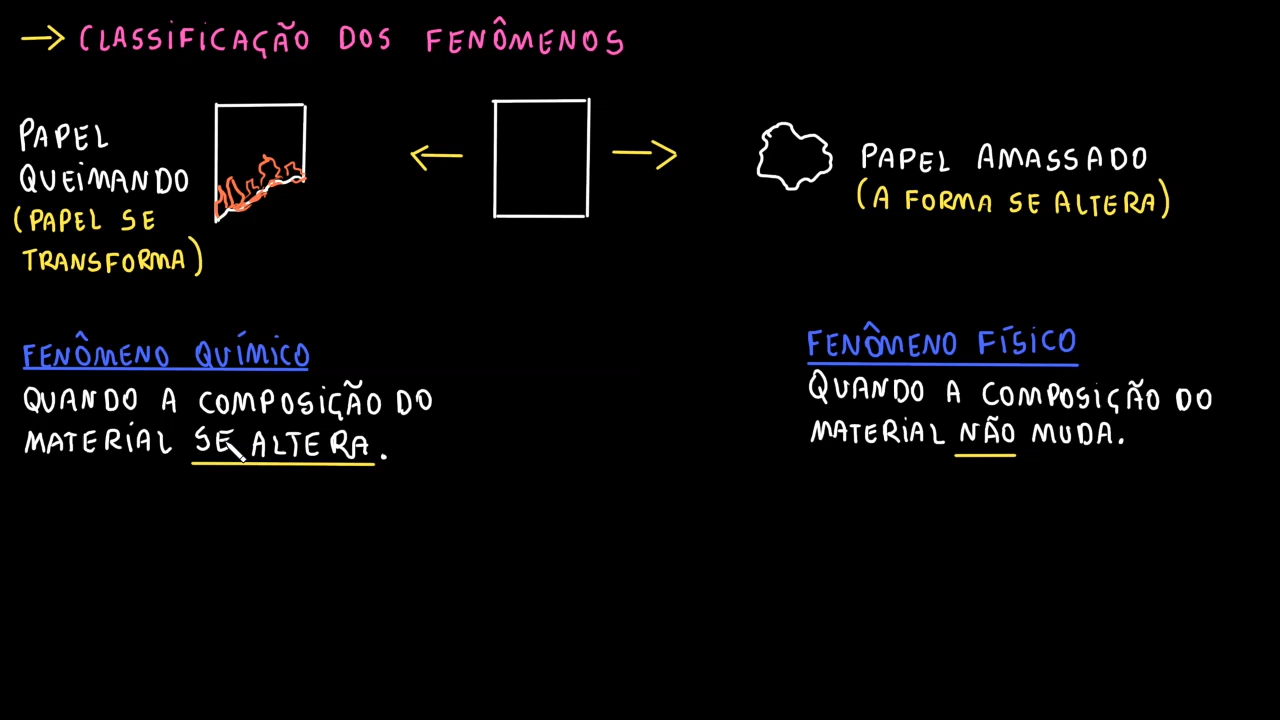 → CLASSIFICAÇÃO DOS FENÔMENOS
PAPEL
QUEIMANDO
(PAPEL SE
TRANSFORMA)
PAPEL AMASSADO
(A FORMA SE ALTERA)
FENÔMENO QUÍMICO
QUANDO A COMPOSIÇÃO DO
MATERIAL SE ALTERA.
FENÔMENO FÍSICO
QUANDO A COMPOSIÇÃO DO
MATERIAL NÃO MUDA.